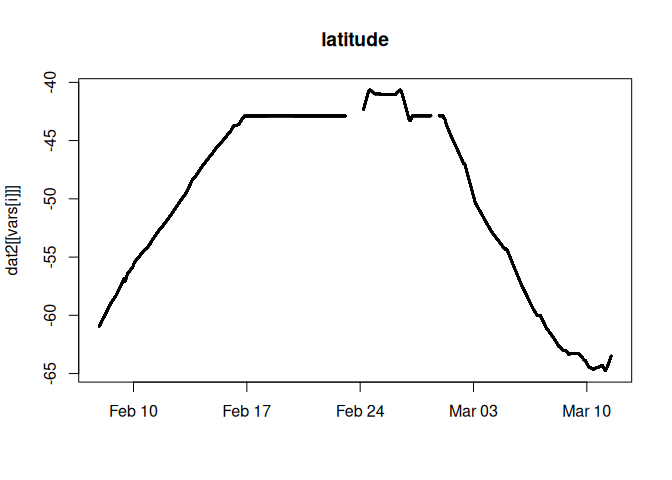 latitude
dat2[[vars[i]]]
-40
-45
-50
-55
-60
-65
Feb 10
Feb 17
Feb 24
Mar 03
Mar 10